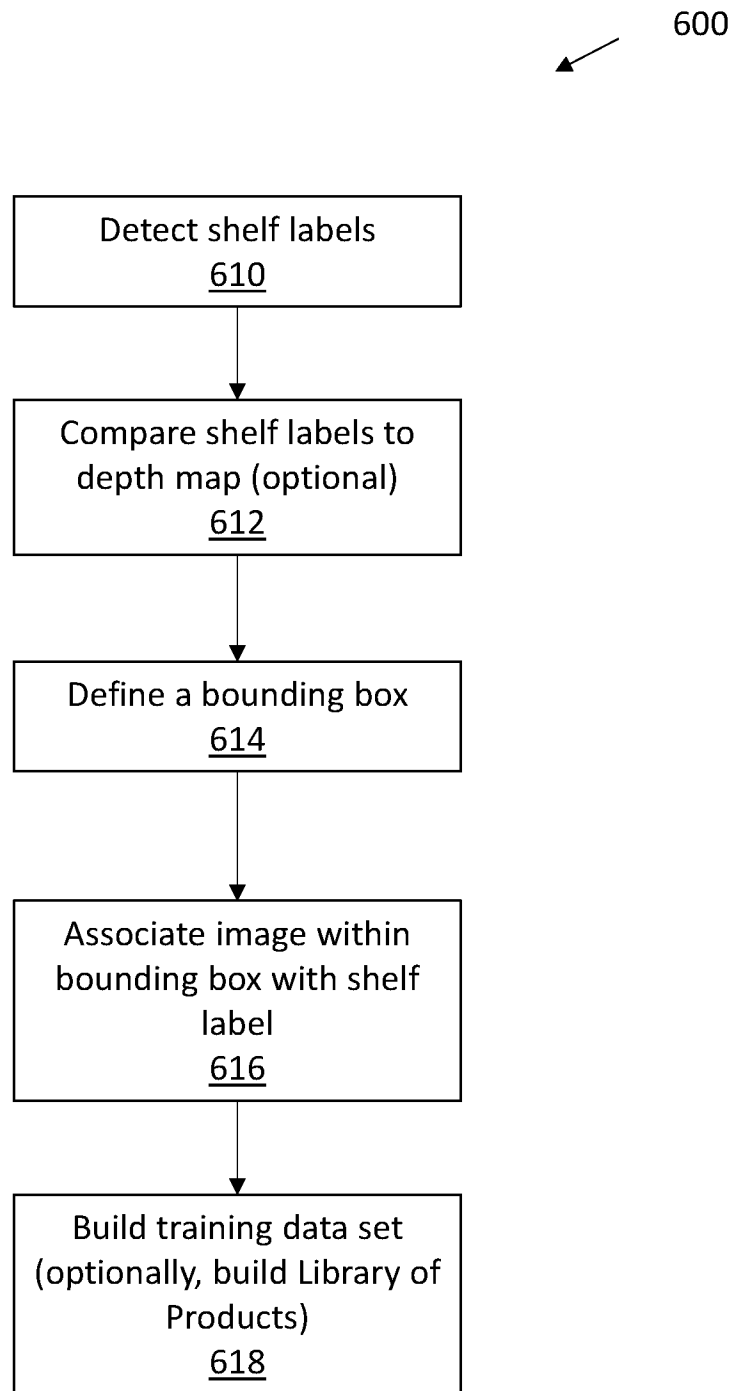 600
Detect shelf labels
610
Compare shelf labels to
depth map (optional)
612
Define a bounding box
614
Associate image within
bounding box with shelf
label
616
Build training data set
(optionally, build Library of
Products)
618